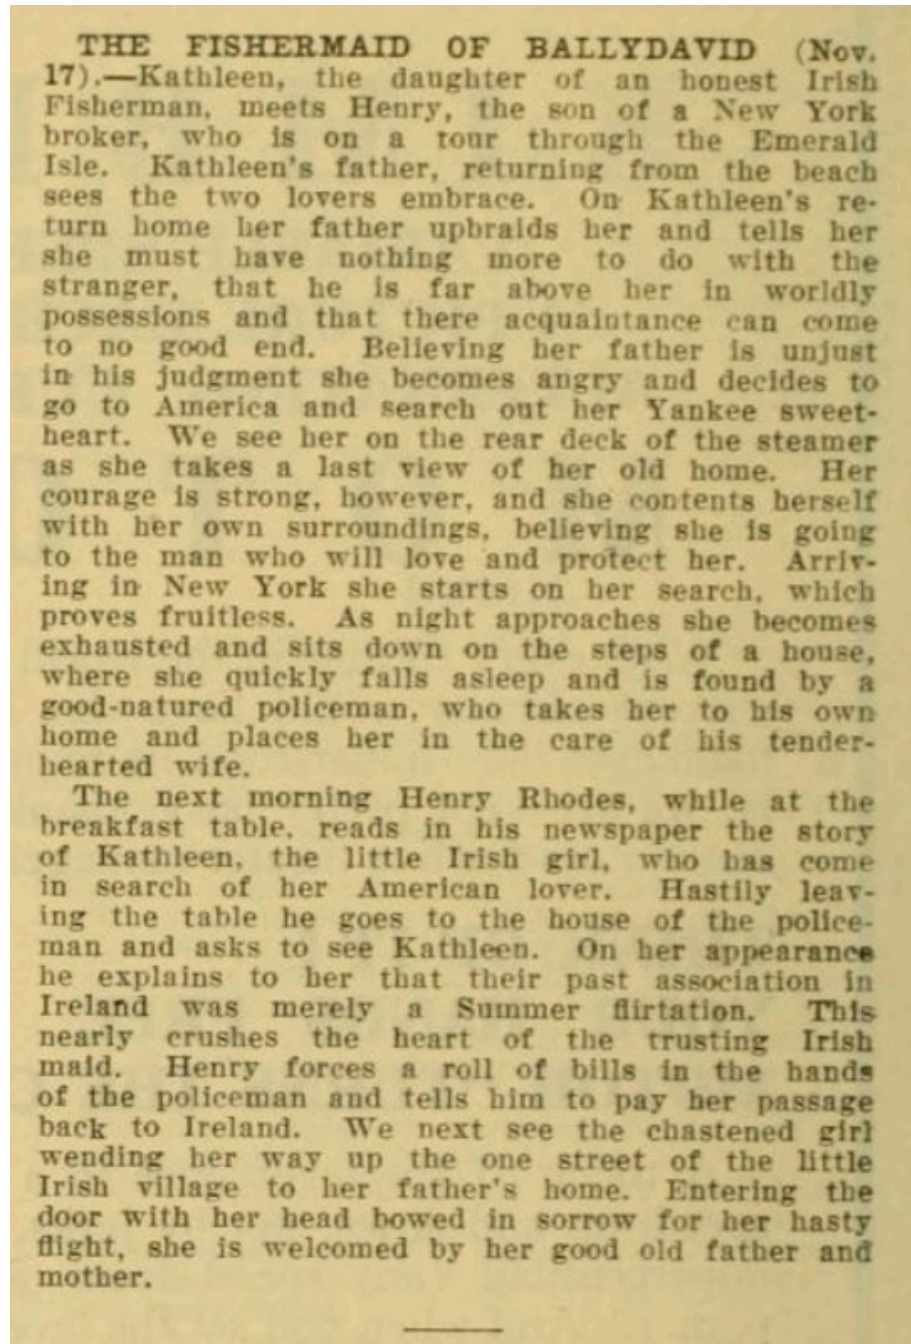 THE FISHERMAID OF BALLYDAVID (Nov.
17).—Kathleen, the daughter of an honest Irish
Fisherman, meets Henry, the son of a New York
broker, who is on a tour through the Emerald
Isle. Kathleen's father, returning from the beach
sees the two lovers embrace. On Kathleen's re-
turn home her father upbraids her and tells her
she must have nothing more to do with the
stranger, that he is far above her in worldly
possessions and that there acquaintance can come
to no good end. Believing her father is unjust
in his judgment she becomes angry and decides to
go to America and search out her Yankee sweet-
heart. We see her on the rear deck of the steamer
as she takes a last view of her old home. Her
courage is strong, however, and she contents herself
with her own surroundings, believing she is going
to the man who will love and protect her. Arriv-
ing in New York she starts on her search, which
proves fruitless. As night approaches she becomes
exhausted and sits down on the steps of a house,
where she quickly falls asleep and is found by a
good-natured policeman, who takes her to his own
home and places her in the care of his tender-
hearted wife.
The next morning Henry Rhodes, while at the
breakfast table, reads in his newspaper the story
of Kathleen, the little Irish girl, who has come
in search of her American lover. Hastily leav-
ing the table he goes to the house of the police-
man and asks to see Kathleen. On her appearance
he explains to her that their past association in
Ireland was merely a Summer flirtation. This
nearly crushes the heart of the trusting Irish
maid. Henry forces a roll of bills in the hands
of the policeman and tells him to pay her passage
back to Ireland. We next see the chastened girl
wending her way up the one street of the little
Irish village to her father's home. Entering the
door with her head bowed in sorrow for her hasty
flight, she is welcomed by her good old father and
mother.